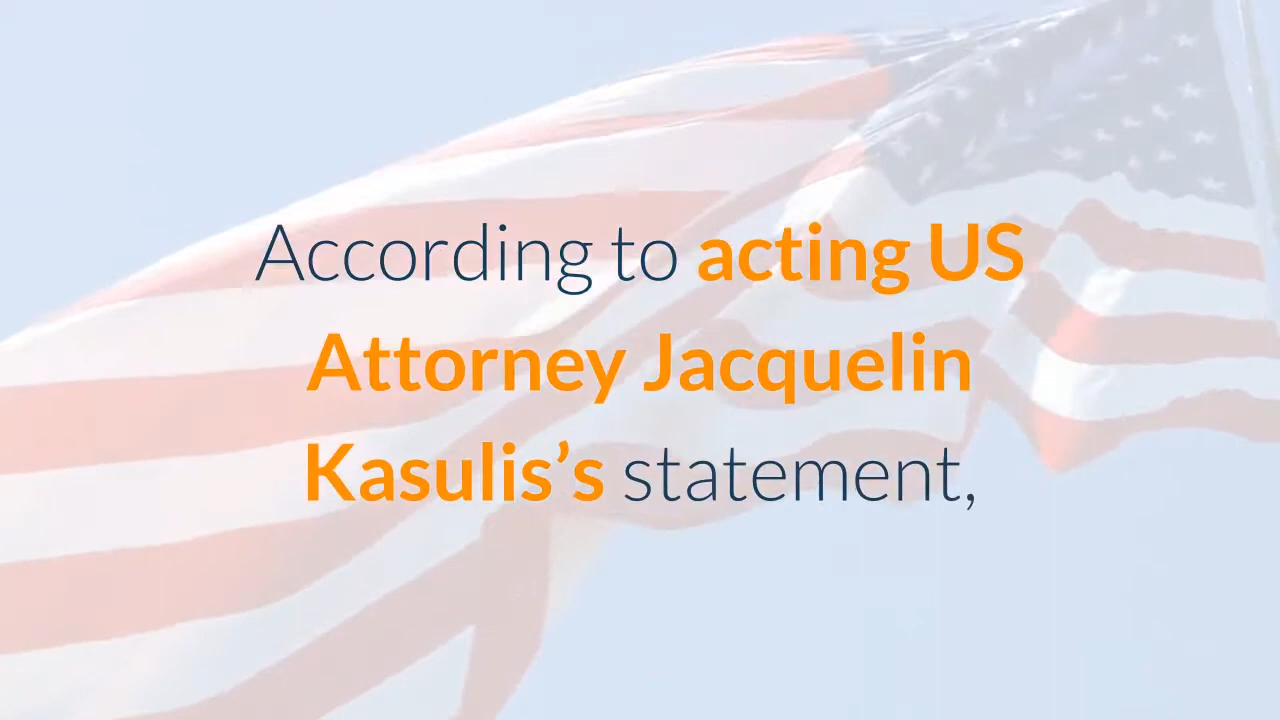 According to acting US
Attorney Jacquelin
Kasulis’s statement,